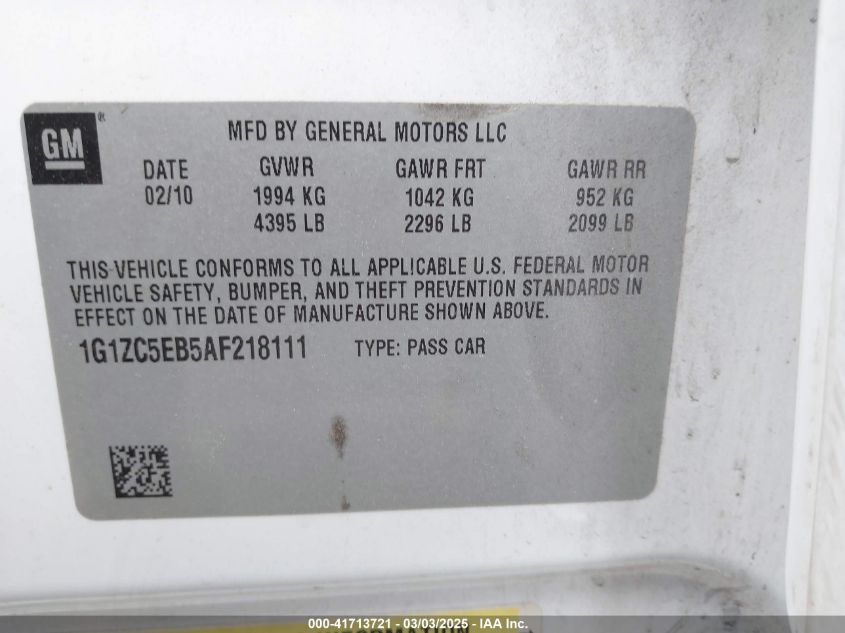 GM®
MFD BY GENERAL MOTORS LLC
DATE GVWR GAWR FRT GAWR RR
02/10 1994 KG 1042 KG 952 KG
4395 LB 2296 LB 2099 LB
THIS VEHICLE CONFORMS TO ALL APPLICABLE U.S. FEDERAL MOTOR
VEHICLE SAFETY, BUMPER, AND THEFT PREVENTION STANDARDS IN
EFFECT ON THE DATE OF MANUFACTURE SHOWN ABOVE.
1G1ZC5EB5AF218111 TYPE: PASS CAR
000-41713721 — 03/03/2025 — IAA Inc.